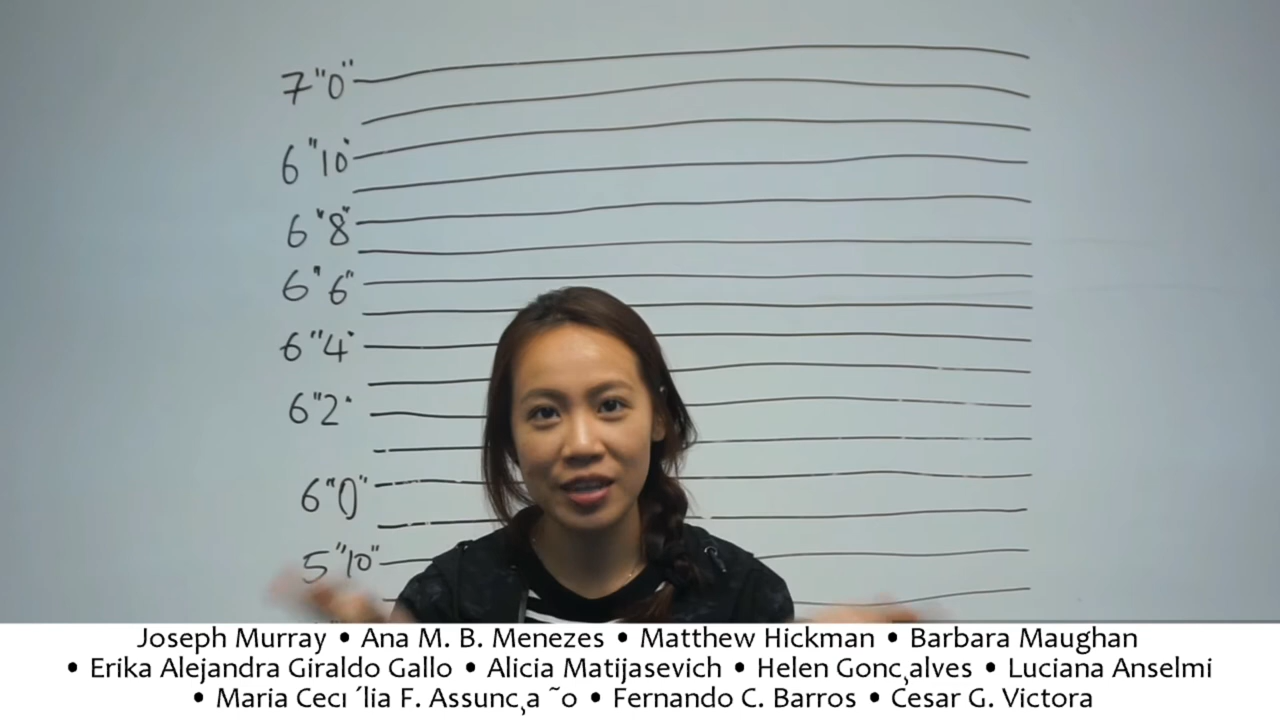 7"0"
6"10"
6"8"
6"6"
6"4"
6"2"
6"0"
5"10"
Joseph Murray • Ana M. B. Menezes • Matthew Hickman • Barbara Maughan
• Erika Alejandra Giraldo Gallo • Alicia Matijasevich • Helen Gonc¸alves • Luciana Anselmi
• Maria Cecı ´lia F. Assunc¸a ˜o • Fernando C. Barros • Cesar G. Victora